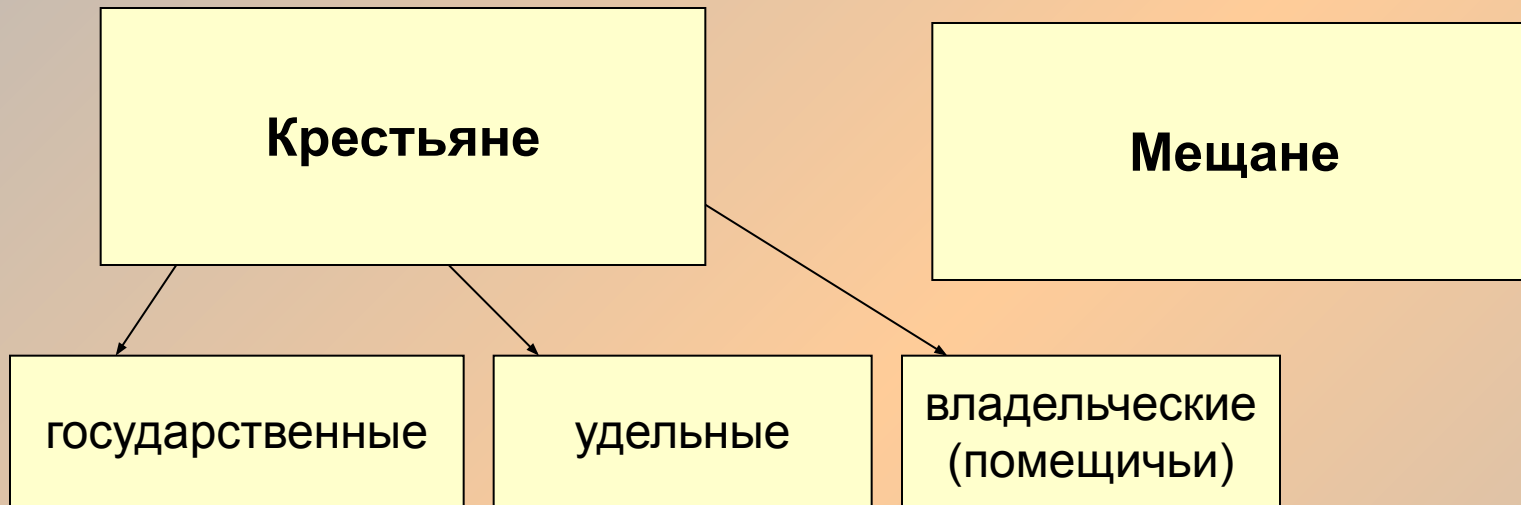 Крестьяне
Мещане
государственные
удельные
владельческие
(помещичьи)